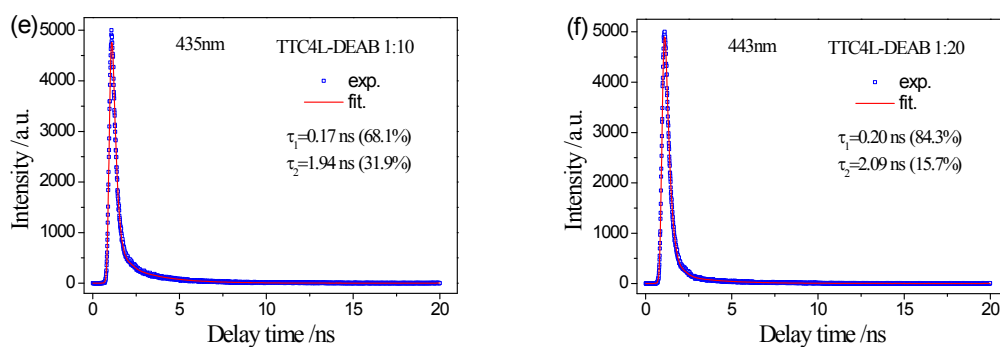 (e)
435nm
TTC4L-DEAB 1:10
exp.
fit.
τ₁=0.17 ns (68.1%)
τ₂=1.94 ns (31.9%)
Intensity /a.u.
5000
4000
3000
2000
1000
0
0 5 10 15 20
Delay time /ns
(f)
443nm
TTC4L-DEAB 1:20
exp.
fit.
τ₁=0.20 ns (84.3%)
τ₂=2.09 ns (15.7%)
Intensity /a.u.
5000
4000
3000
2000
1000
0
0 5 10 15 20
Delay time /ns